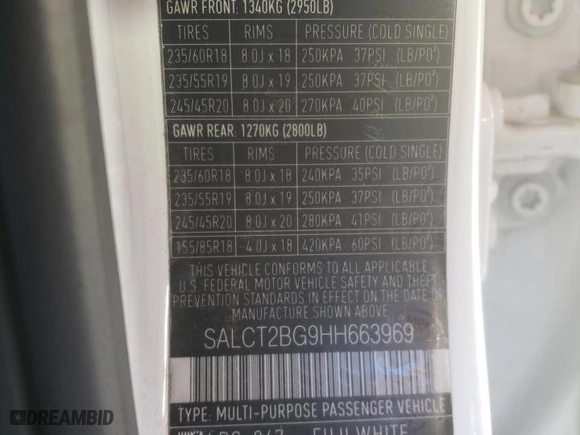 GAWR FRONT: 1340KG (2950LB)
TIRES RIMS PRESSURE (COLD SINGLE)
235/60R18 8.0J x 18 250KPA 37PSI (LB/PO²)
235/55R19 8.0J x 19 250KPA 37PSI (LB/PO²)
245/45R20 8.0J x 20 270KPA 40PSI (LB/PO²)
GAWR REAR: 1270KG (2800LB)
TIRES RIMS PRESSURE (COLD SINGLE)
235/60R18 8.0J x 18 240KPA 35PSI (LB/PO²)
235/55R19 8.0J x 19 250KPA 37PSI (LB/PO²)
245/45R20 8.0J x 20 280KPA 41PSI (LB/PO²)
155/85R18 4.0J x 18 420KPA 60PSI (LB/PO²)
THIS VEHICLE CONFORMS TO ALL APPLICABLE
U.S FEDERAL MOTOR VEHICLE SAFETY AND THEFT
PREVENTION STANDARDS IN EFFECT ON THE DATE
OF MANUFACTURE SHOWN ABOVE.
SALCT2BG9HH663969
TYPE: MULTI-PURPOSE PASSENGER VEHICLE
FUJI WHITE
DREAMBID